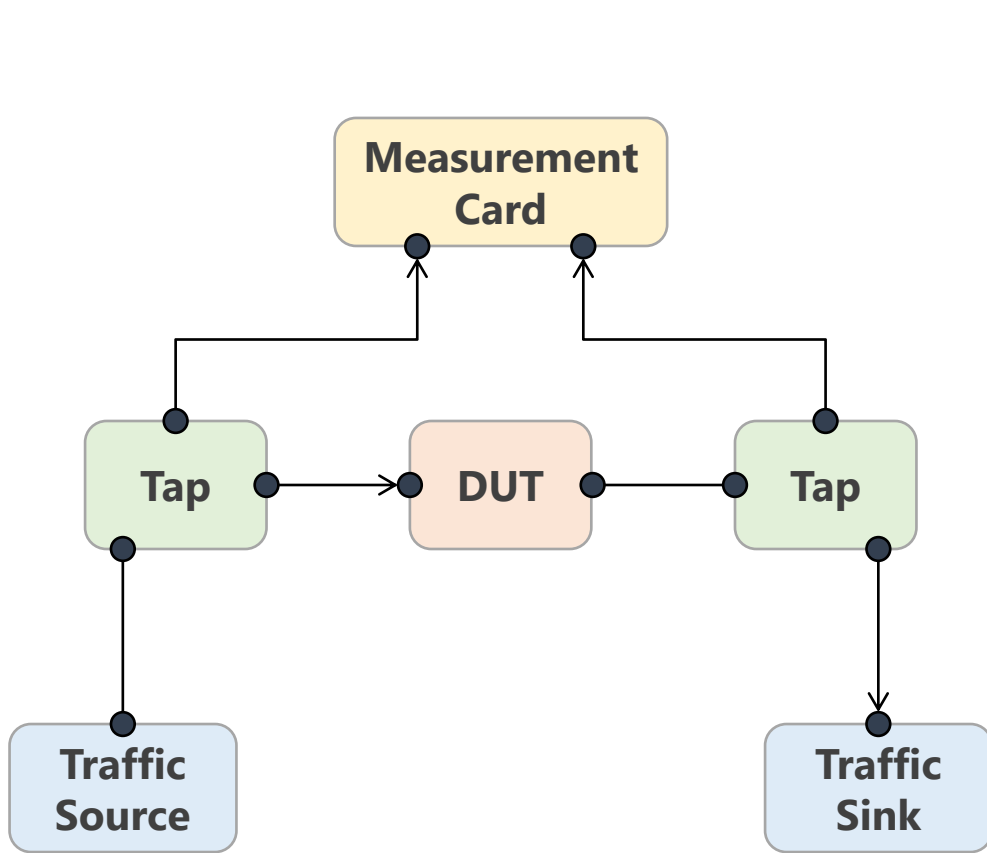 Measurement
Card
Tap
DUT
Tap
Traffic
Source
Traffic
Sink